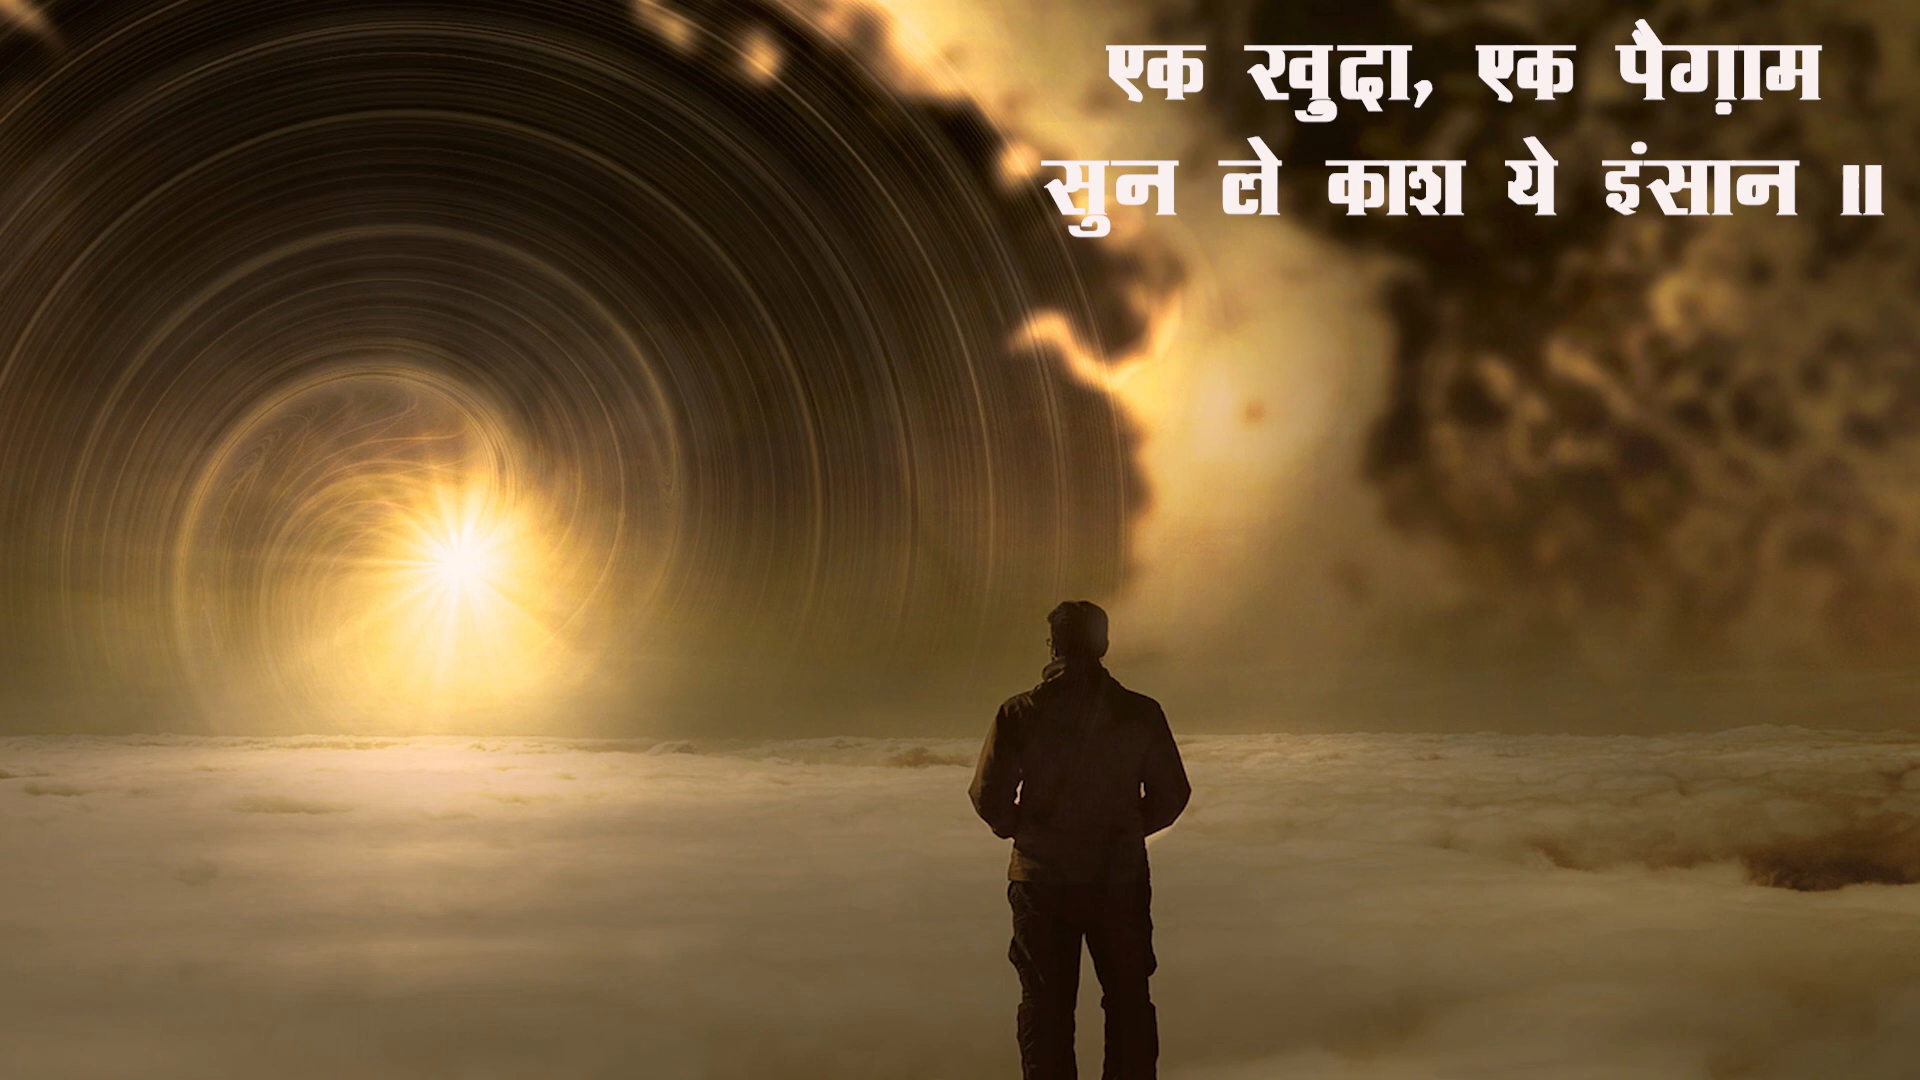 एक खुदा, एक पैग़ाम
सुन ले काश ये इंसान ॥